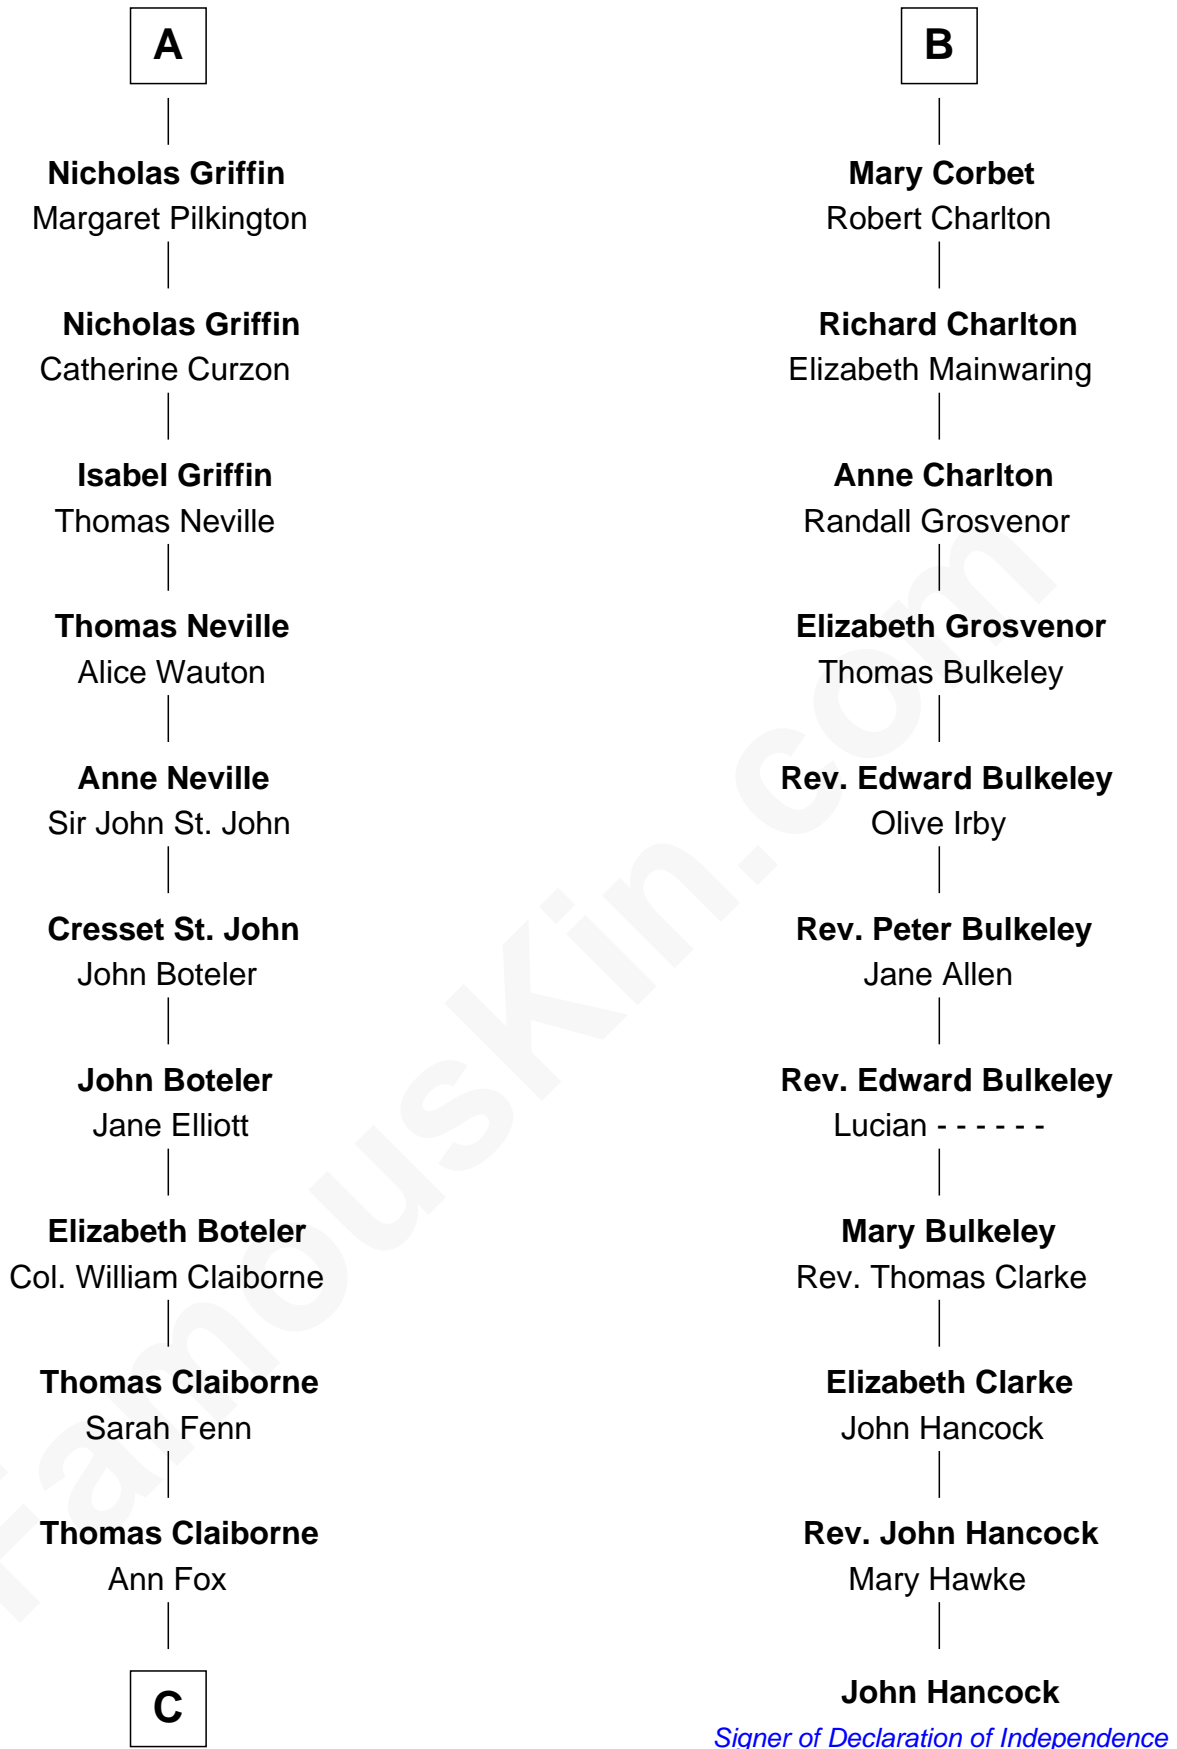 A
Nicholas Griffin
Margaret Pilkington
Nicholas Griffin
Catherine Curzon
Isabel Griffin
Thomas Neville
Thomas Neville
Alice Wauton
Anne Neville
Sir John St. John
Cresset St. John
John Boteler
John Boteler
Jane Elliott
Elizabeth Boteler
Col. William Claiborne
Thomas Claiborne
Sarah Fenn
Thomas Claiborne
Ann Fox
C
B
Mary Corbet
Robert Charlton
Richard Charlton
Elizabeth Mainwaring
Anne Charlton
Randall Grosvenor
Elizabeth Grosvenor
Thomas Bulkeley
Rev. Edward Bulkeley
Olive Irby
Rev. Peter Bulkeley
Jane Allen
Rev. Edward Bulkeley
Lucian - - - - - -
Mary Bulkeley
Rev. Thomas Clarke
Elizabeth Clarke
John Hancock
Rev. John Hancock
Mary Hawke
John Hancock
Signer of Declaration of Independence
FamousKin.com